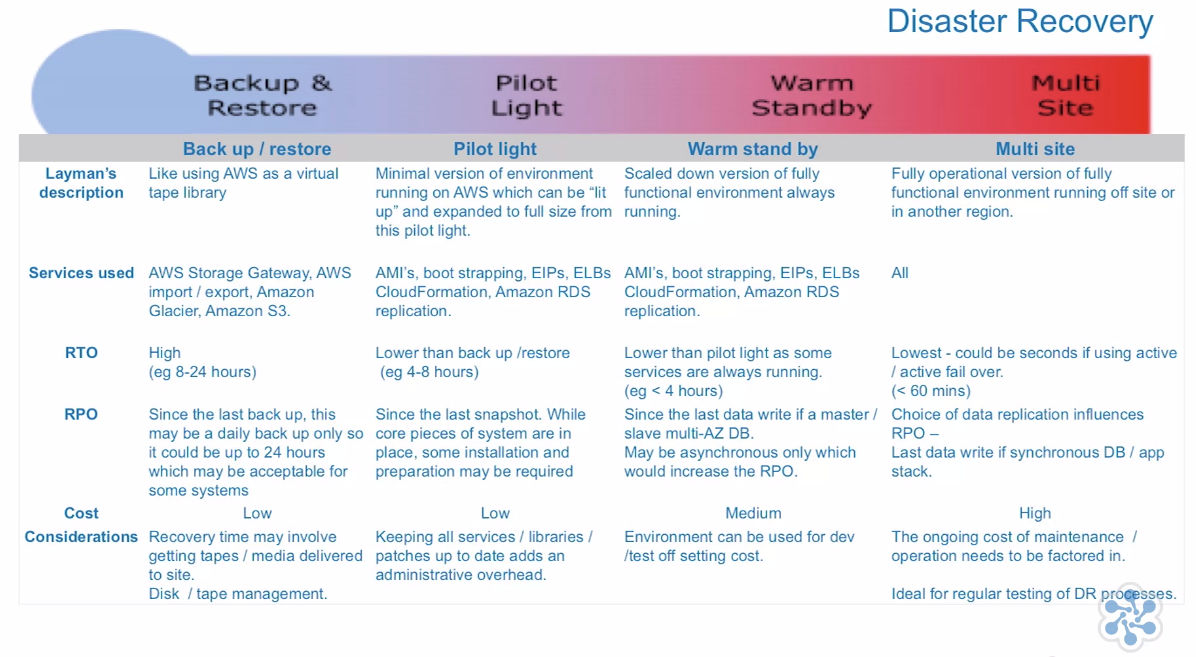 Disaster Recovery
Backup &
Restore
Pilot
Light
Warm
Standby
Multi
Site
Back up / restore
Pilot light
Warm stand by
Multi site
Layman's
description
Like using AWS as a virtual
tape library
Minimal version of environment
running on AWS which can be “lit
up” and expanded to full size from
this pilot light.
Scaled down version of fully
functional environment always
running.
Fully operational version of fully
functional environment running off site or
in another region.
Services used
AWS Storage Gateway, AWS
import / export, Amazon
Glacier, Amazon S3.
AMI's, boot strapping, EIPs, ELBs
CloudFormation, Amazon RDS
replication.
AMI's, boot strapping, EIPs, ELBs
CloudFormation, Amazon RDS
replication.
All
RTO
High
(eg 8-24 hours)
Lower than back up /restore
(eg 4-8 hours)
Lower than pilot light as some
services are always running.
(eg < 4 hours)
Lowest - could be seconds if using active
/ active fail over.
(< 60 mins)
RPO
Since the last back up, this
may be a daily back up only so
it could be up to 24 hours
which may be acceptable for
some systems
Since the last snapshot. While
core pieces of system are in
place, some installation and
preparation may be required
Since the last data write if a master /
slave multi-AZ DB.
May be asynchronous only which
would increase the RPO.
Choice of data replication influences
RPO –
Last data write if synchronous DB / app
stack.
Cost
Low
Low
Medium
High
Considerations
Recovery time may involve
getting tapes / media delivered
to site.
Disk / tape management.
Keeping all services / libraries /
patches up to date adds an
administrative overhead.
Environment can be used for dev
/test off setting cost.
The ongoing cost of maintenance /
operation needs to be factored in.
Ideal for regular testing of DR processes.